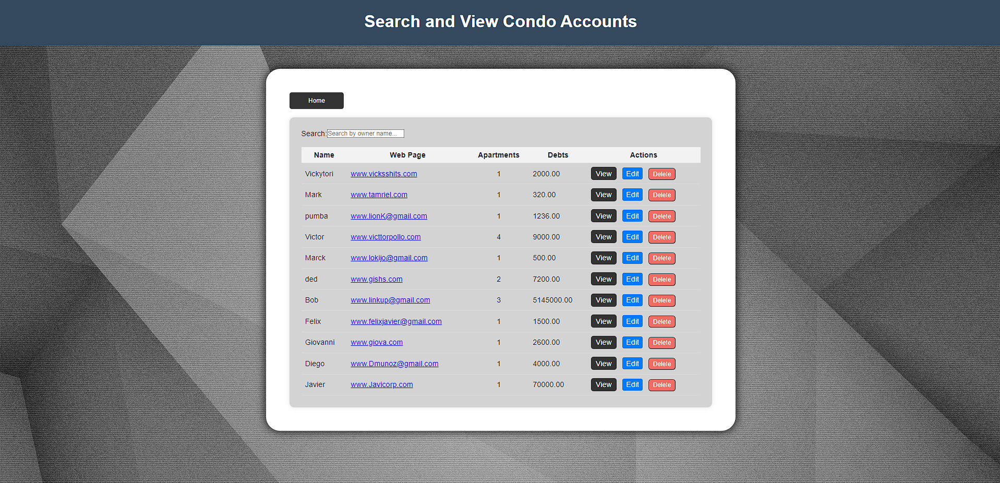 Search and View Condo Accounts
Home
Search: Search by owner name...
Name Web Page Apartments Debts Actions
Vickytori www.vicksshits.com 1 2000.00 View Edit Delete
Mark www.tamriel.com 1 320.00 View Edit Delete
pumba www.lionK@gmail.com 1 1236.00 View Edit Delete
Victor www.victtorpollo.com 4 9000.00 View Edit Delete
Marck www.lokijo@gmail.com 1 500.00 View Edit Delete
ded www.gishs.com 2 7200.00 View Edit Delete
Bob www.linkup@gmail.com 3 5145000.00 View Edit Delete
Felix www.felixjavier@gmail.com 1 1500.00 View Edit Delete
Giovanni www.giova.com 1 2600.00 View Edit Delete
Diego www.Dmunoz@gmail.com 1 4000.00 View Edit Delete
Javier www.Javicorp.com 1 70000.00 View Edit Delete